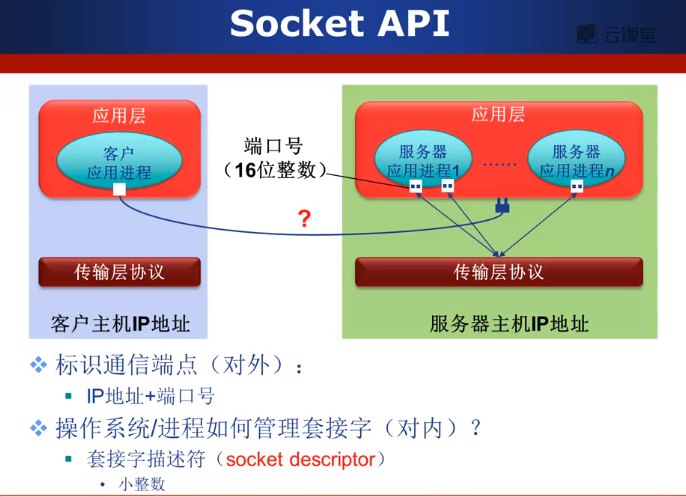 Socket API
云课堂
应用层
客户
应用进程
端口号
（16位整数）
应用层
服务器
应用进程1
……
服务器
应用进程n
?
传输层协议
传输层协议
客户主机IP地址
服务器主机IP地址
标识通信端点（对外）：
IP地址+端口号
操作系统/进程如何管理套接字（对内）？
套接字描述符（socket descriptor）
小整数